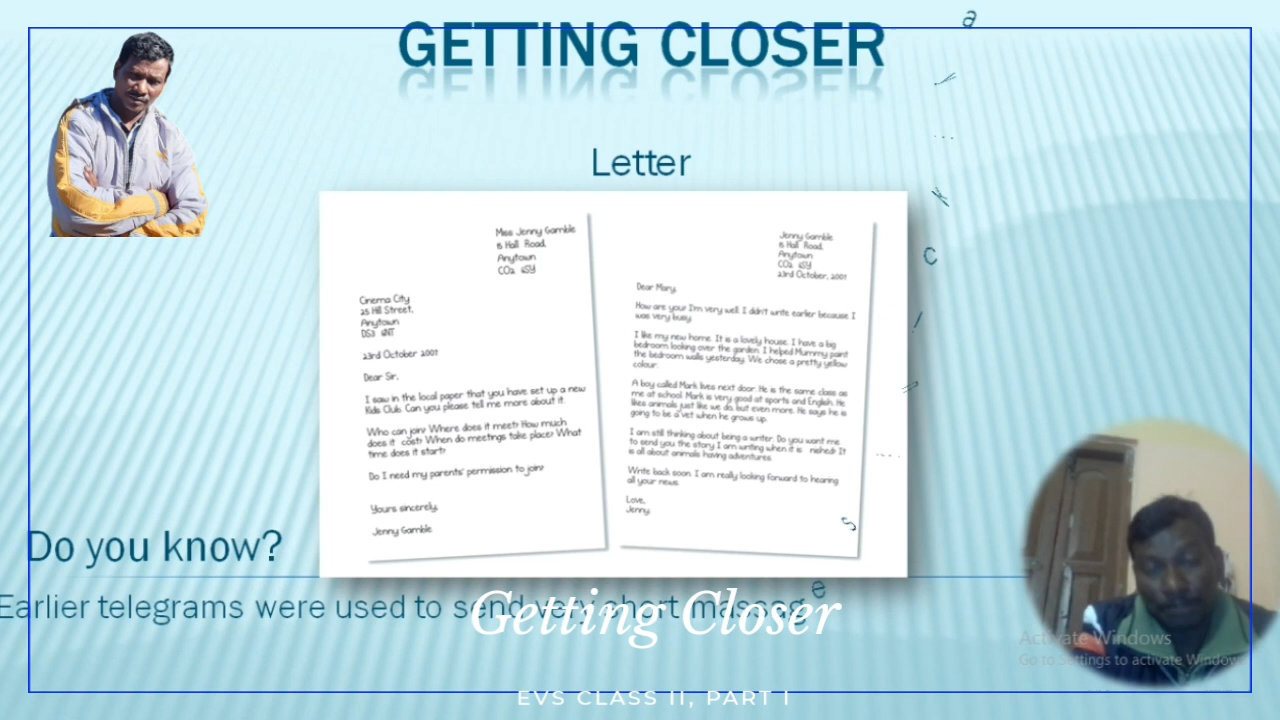 GETTING CLOSER
Letter
Miss Jenny Gamble
15 Hall Road,
Anytown
CO2 6SY
Cinema City
25 Hill Street,
Anytown
DS3 6NT
23rd October 2007
Dear Sir,
I saw in the local paper that you have set up a new
Kids Club. Can you please tell me more about it.
Who can join? Where does it meet? How much
does it cost? When do meetings take place? What
time does it start?
Do I need my parents' permission to join?
Yours sincerely,
Jenny Gamble
Jenny Gamble
15 Hall Road,
Anytown
CO2 6SY
23rd October, 2007
Dear Mary,
How are you? I'm very well. I didn't write earlier because I
was very busy.
I like my new home. It is a lovely house. I have a big
bedroom looking over the garden. I helped Mummy paint
the bedroom walls yesterday. We chose a pretty yellow
colour.
A boy called Mark lives next door. He is the same class as
me at school. Mark is very good at sports and English. He
likes animals just like we do, but even more. He says he is
going to be a vet when he grows up.
I am still thinking about being a writer. Do you want me
to send you the story I am writing when it is nished? It
is all about animals having adventures.
Write back soon. I am really looking forward to hearing
all your news.
Love,
Jenny
Do you know?
Earlier telegrams were used to send very short massag
Getting Closer
EVS CLASS II, PART I
Activate Windows
Go to Settings to activate Window